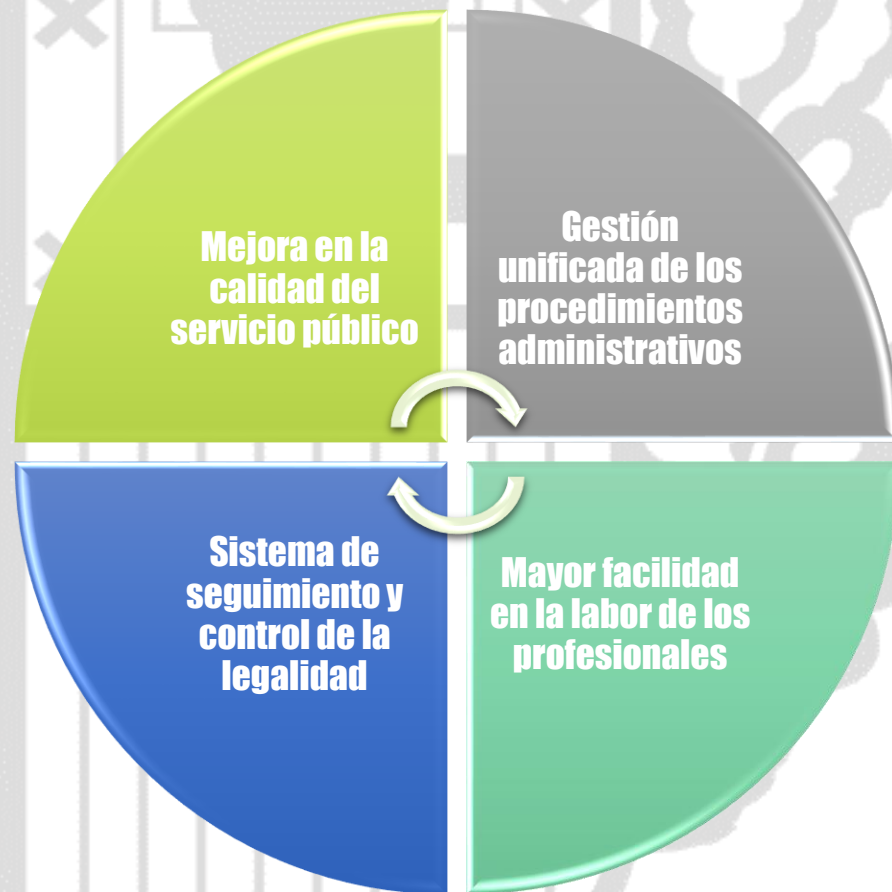 Mejora en la
calidad del
servicio público
Gestión
unificada de los
procedimientos
administrativos
Sistema de
seguimiento y
control de la
legalidad
Mayor facilidad
en la labor de los
profesionales